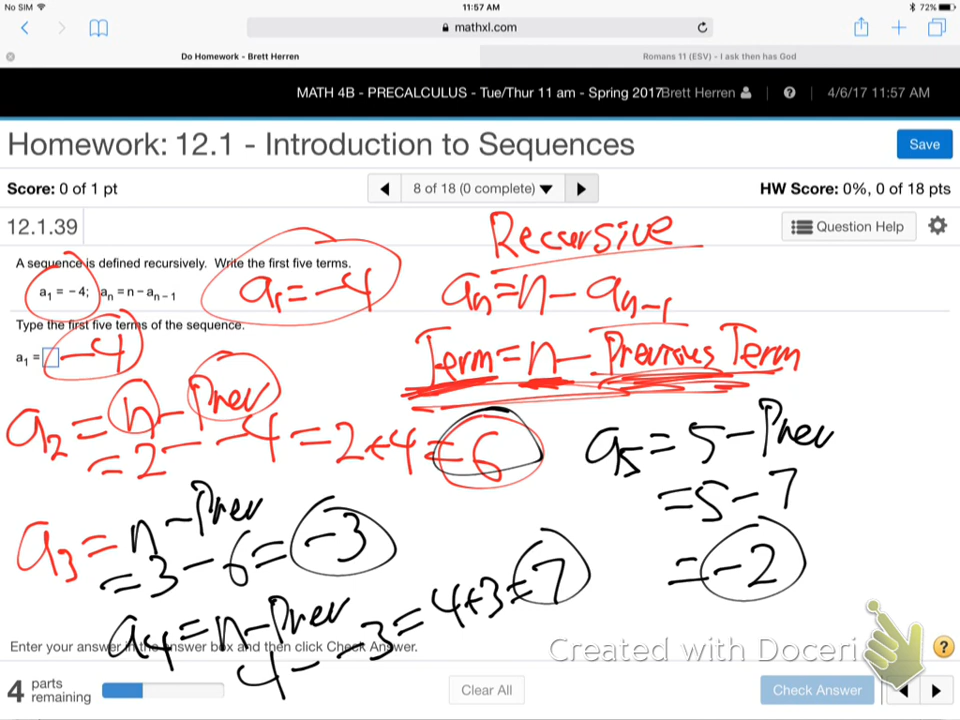 No SIM 11:57 AM 72%
mathxl.com
Do Homework - Brett Herren Romans 11 (ESV) - I ask then has God
MATH 4B - PRECALCULUS - Tue/Thur 11 am - Spring 2017Brett Herren ? 4/6/17 11:57 AM
Homework: 12.1 - Introduction to Sequences Save
Score: 0 of 1 pt 8 of 18 (0 complete) HW Score: 0%, 0 of 18 pts
12.1.39 Question Help
Recursive
A sequence is defined recursively. Write the first five terms.
a₁ = −4; aₙ = n − aₙ₋₁
a₁ = −4
aₙ = n − aₙ₋₁
Type the first five terms of the sequence.
a₁ = −4
Term = n − Previous Term
a₂ = n − Prev
= 2 − −4 = 2+4 = 6
a₃ = n − Prev
= 3 − 6 = −3
a₄ = n − Prev
4 − −3 = 4+3 = 7
a₅ = 5 − Prev
= 5 − 7
= −2
Enter your answer in the answer box and then click Check Answer.
Created with Doceri
?
4 parts remaining Clear All Check Answer